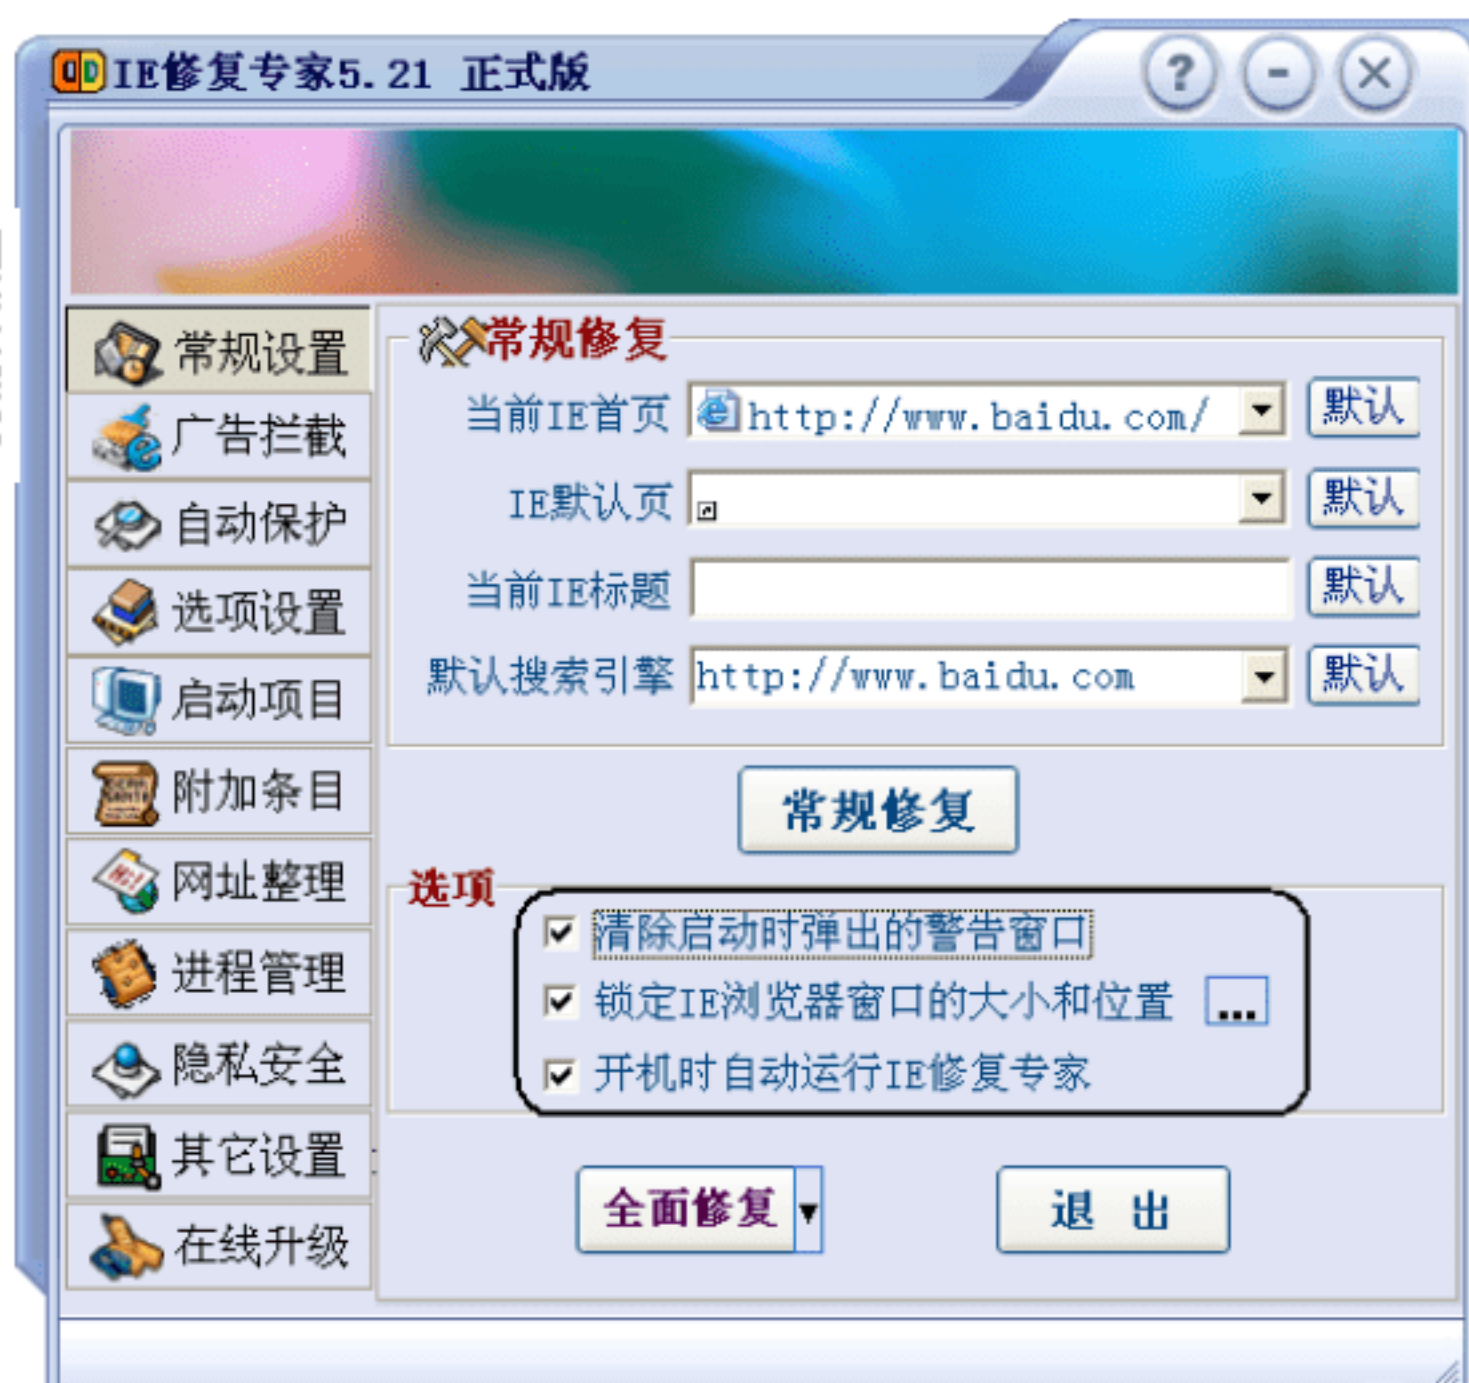 IE修复专家5.21 正式版
常规设置
广告拦截
自动保护
选项设置
启动项目
附加条目
网址整理
进程管理
隐私安全
其它设置
在线升级
常规修复
当前IE首页 http://www.baidu.com/ 默认
IE默认页 默认
当前IE标题 默认
默认搜索引擎 http://www.baidu.com 默认
常规修复
选项
清除启动时弹出的警告窗口
锁定IE浏览器窗口的大小和位置 ...
开机时自动运行IE修复专家
全面修复 退 出